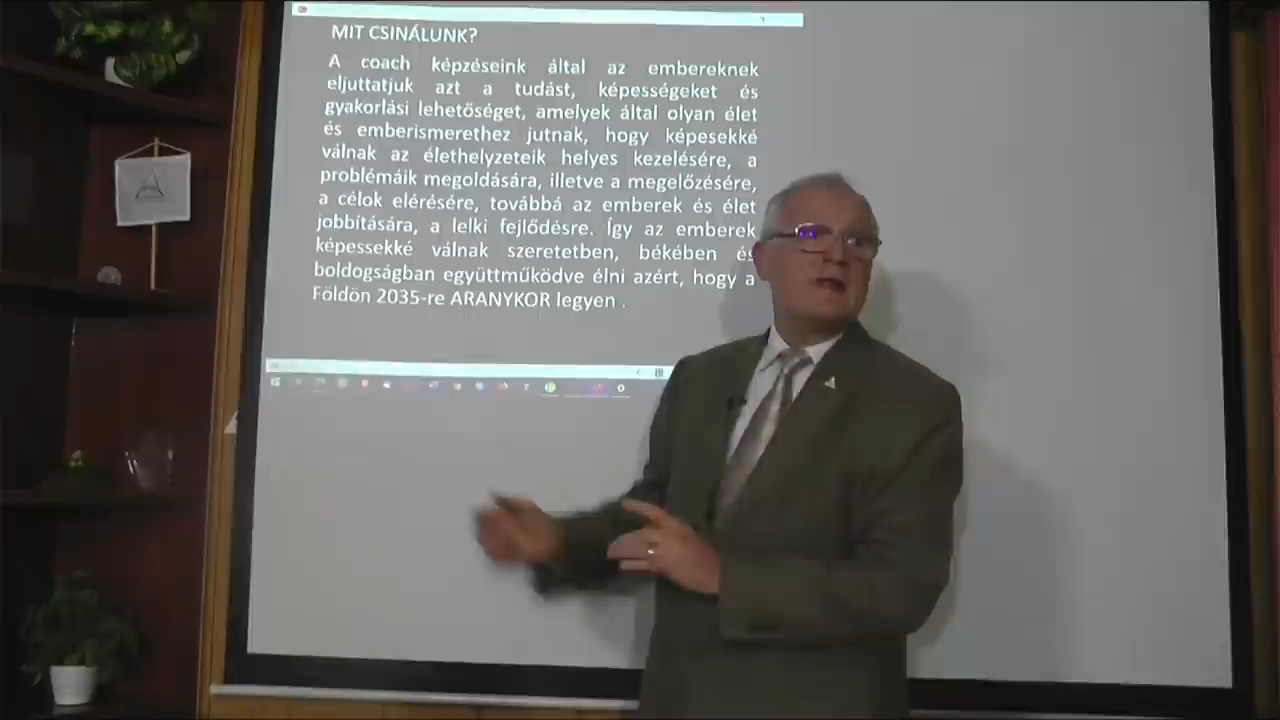 MIT CSINÁLUNK?
A coach képzéseink által az embereknek
eljuttatjuk azt a tudást, képességeket és
gyakorlási lehetőséget, amelyek által olyan élet
és emberismerethez jutnak, hogy képesekké
válnak az élethelyzeteik helyes kezelésére, a
problémáik megoldására, illetve a megelőzésére,
a célok elérésére, továbbá az emberek és élet
jobbítására, a lelki fejlődésre. Így az emberek
képessekké válnak szeretetben, békében és
boldogságban együttműködve élni azért, hogy a
Földön 2035-re ARANYKOR legyen .